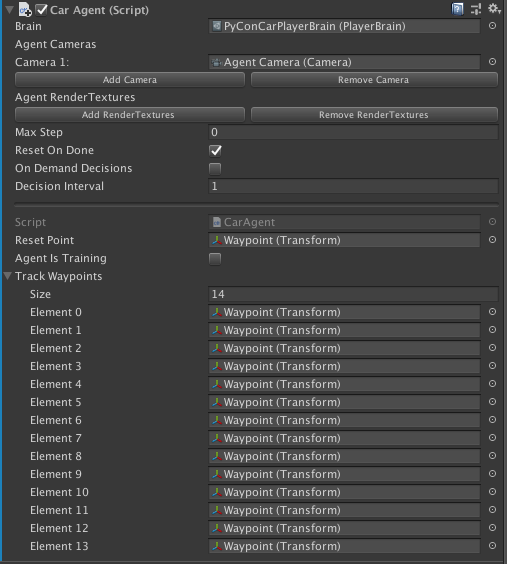 Car Agent (Script)
Brain PyConCarPlayerBrain (PlayerBrain)
Agent Cameras
Camera 1: Agent Camera (Camera)
Add Camera Remove Camera
Agent RenderTextures
Add RenderTextures Remove RenderTextures
Max Step 0
Reset On Done
On Demand Decisions
Decision Interval 1
Script CarAgent
Reset Point Waypoint (Transform)
Agent Is Training
Track Waypoints
Size 14
Element 0 Waypoint (Transform)
Element 1 Waypoint (Transform)
Element 2 Waypoint (Transform)
Element 3 Waypoint (Transform)
Element 4 Waypoint (Transform)
Element 5 Waypoint (Transform)
Element 6 Waypoint (Transform)
Element 7 Waypoint (Transform)
Element 8 Waypoint (Transform)
Element 9 Waypoint (Transform)
Element 10 Waypoint (Transform)
Element 11 Waypoint (Transform)
Element 12 Waypoint (Transform)
Element 13 Waypoint (Transform)